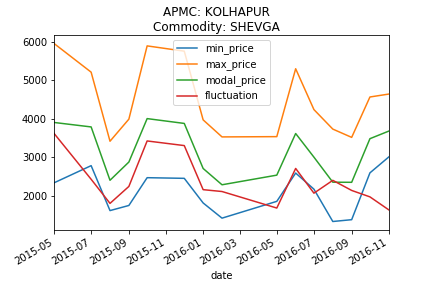 APMC: KOLHAPUR
Commodity: SHEVGA
min_price
max_price
modal_price
fluctuation
6000
5000
4000
3000
2000
2015-05
2015-07
2015-09
2015-11
2016-01
2016-03
2016-05
2016-07
2016-09
2016-11
date